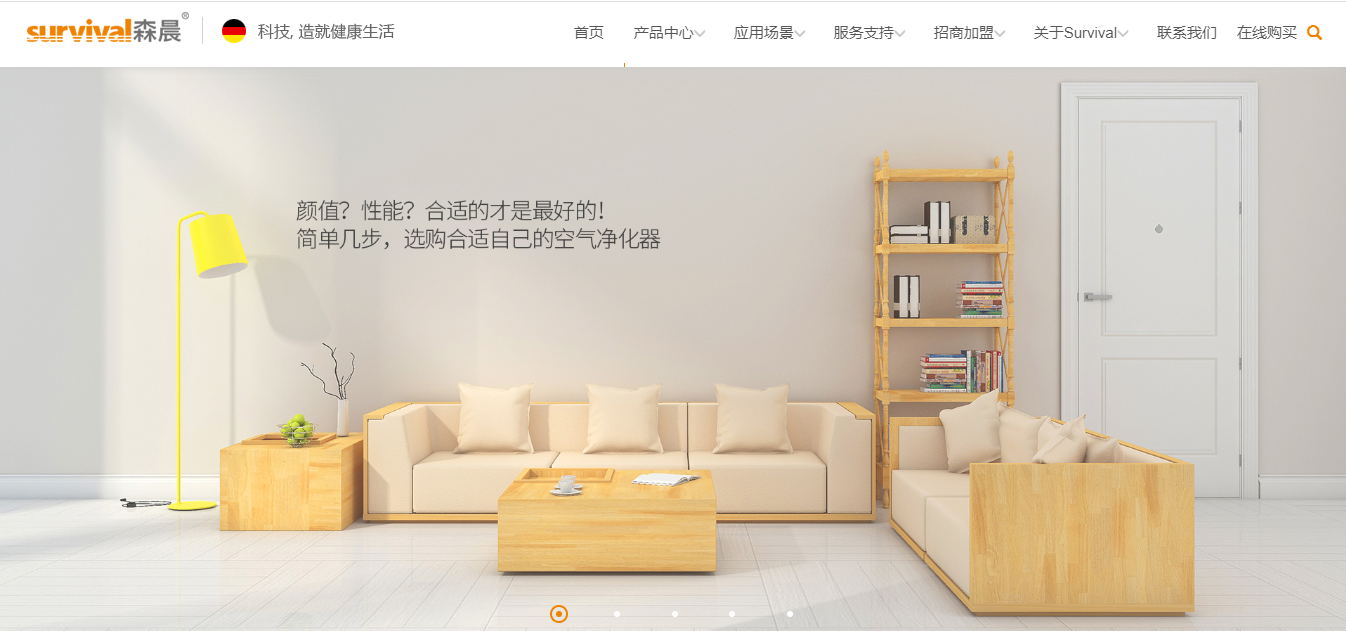 survival森晨®
科技, 造就健康生活
首页 产品中心 应用场景 服务支持 招商加盟 关于Survival 联系我们 在线购买
颜值？性能？合适的才是最好的！
简单几步，选购合适自己的空气净化器